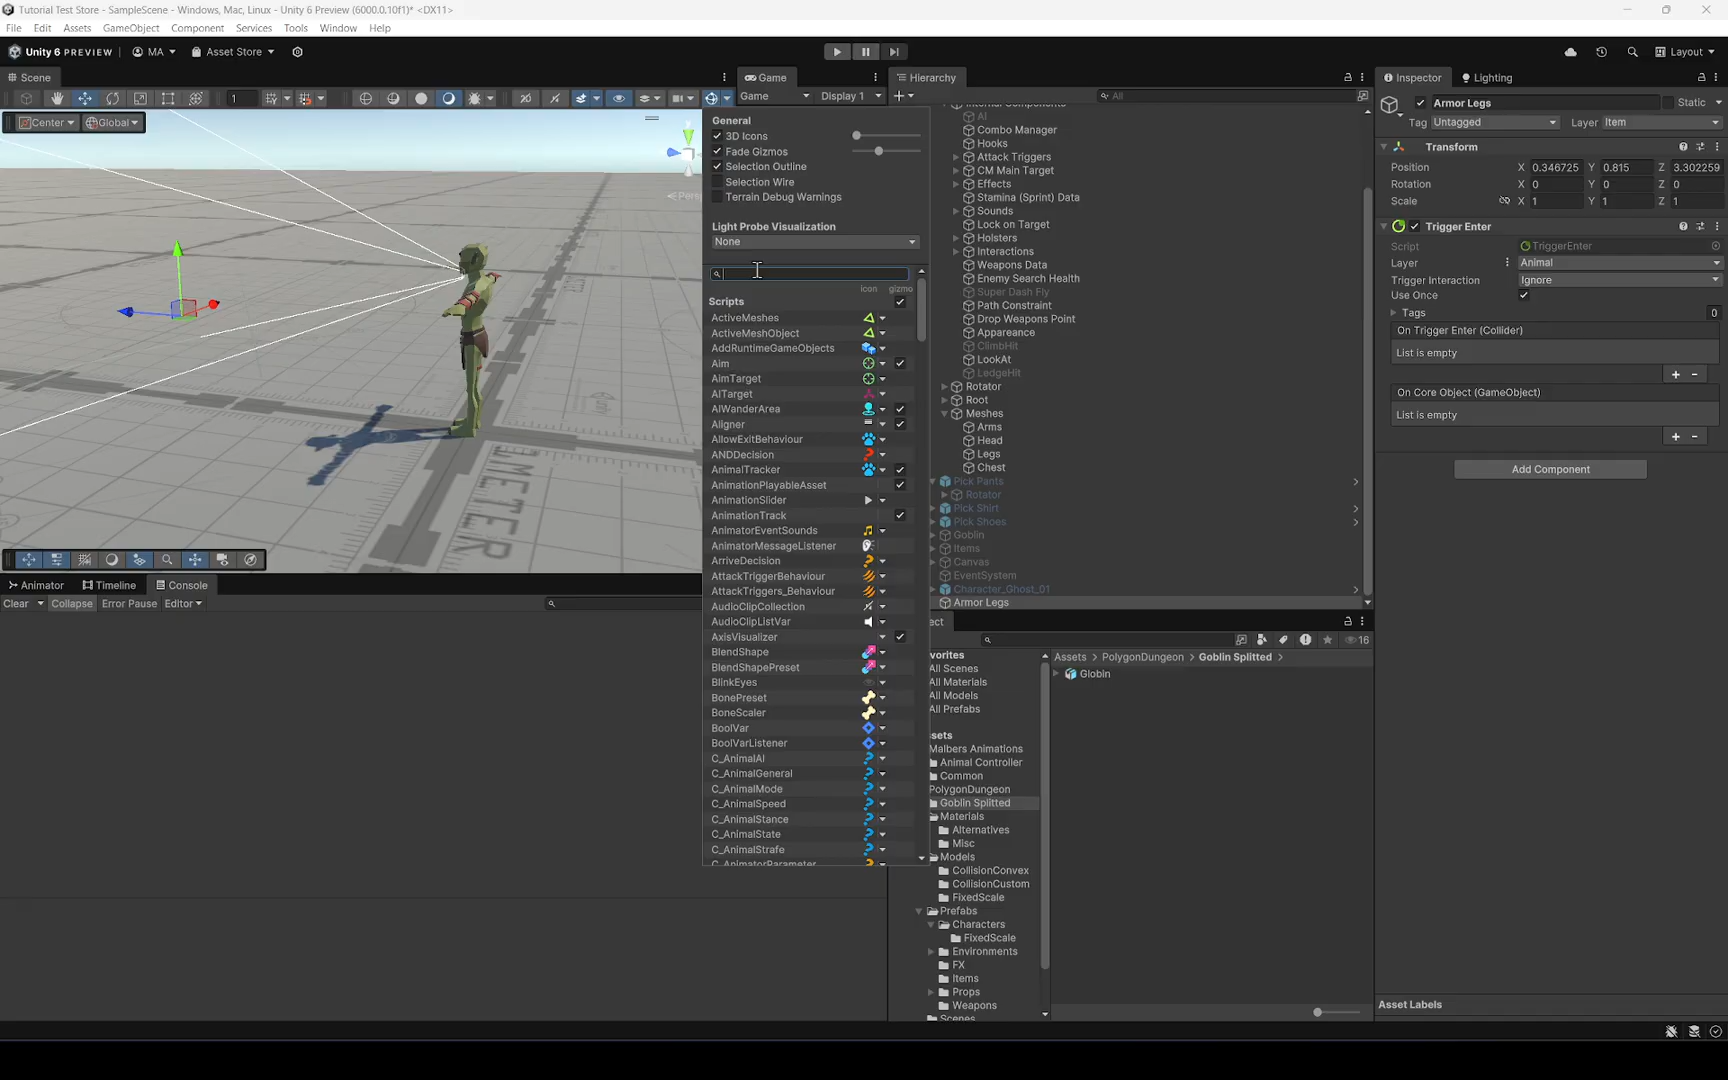 Tutorial Test Store - SampleScene - Windows, Mac, Linux - Unity 6 Preview (6000.0.10f1)* <DX11>
File Edit Assets GameObject Component Services Tools Window Help
Unity 6 PREVIEW MA Asset Store Layout
Scene
1
Center Global
Animator Timeline Console
Clear Collapse Error Pause Editor
Game
Game Display 1
General
3D Icons
Fade Gizmos
Selection Outline
Selection Wire
Terrain Debug Warnings
Light Probe Visualization
None
icon gizmo
Scripts
ActiveMeshes
ActiveMeshObject
AddRuntimeGameObjects
Aim
AimTarget
AITarget
AIWanderArea
Aligner
AllowExitBehaviour
ANDDecision
AnimalTracker
AnimationPlayableAsset
AnimationSlider
AnimationTrack
AnimatorEventSounds
AnimatorMessageListener
ArriveDecision
AttackTriggerBehaviour
AttackTriggers_Behaviour
AudioClipCollection
AudioClipListVar
AxisVisualizer
BlendShape
BlendShapePreset
BlinkEyes
BonePreset
BoneScaler
BoolVar
BoolVarListener
C_AnimalAI
C_AnimalGeneral
C_AnimalMode
C_AnimalSpeed
C_AnimalStance
C_AnimalState
C_AnimalStrafe
C_AnimatorParameter
Hierarchy
All
Internal Components
AI
Combo Manager
Hooks
Attack Triggers
CM Main Target
Effects
Stamina (Sprint) Data
Sounds
Lock on Target
Holsters
Interactions
Weapons Data
Enemy Search Health
Super Dash Fly
Path Constraint
Drop Weapons Point
Appearance
ClimbHit
LookAt
LedgeHit
Rotator
Root
Meshes
Arms
Head
Legs
Chest
Pick Pants
Rotator
Pick Shirt
Pick Shoes
Goblin
Items
Canvas
EventSystem
Character_Ghost_01
Armor Legs
ect
16
vorites
All Scenes
All Materials
All Models
All Prefabs
sets
Malbers Animations
Animal Controller
Common
PolygonDungeon
Goblin Splitted
Materials
Alternatives
Misc
Models
CollisionConvex
CollisionCustom
FixedScale
Prefabs
Characters
FixedScale
Environments
FX
Items
Props
Weapons
Scenes
Assets > PolygonDungeon > Goblin Splitted >
Globin
Inspector Lighting
Armor Legs Static
Tag Untagged Layer Item
Transform
Position X 0.346725 Y 0.815 Z 3.302259
Rotation X 0 Y 0 Z 0
Scale X 1 Y 1 Z 1
Trigger Enter
Script TriggerEnter
Layer Animal
Trigger Interaction Ignore
Use Once
Tags 0
On Trigger Enter (Collider)
List is empty
On Core Object (GameObject)
List is empty
Add Component
Asset Labels